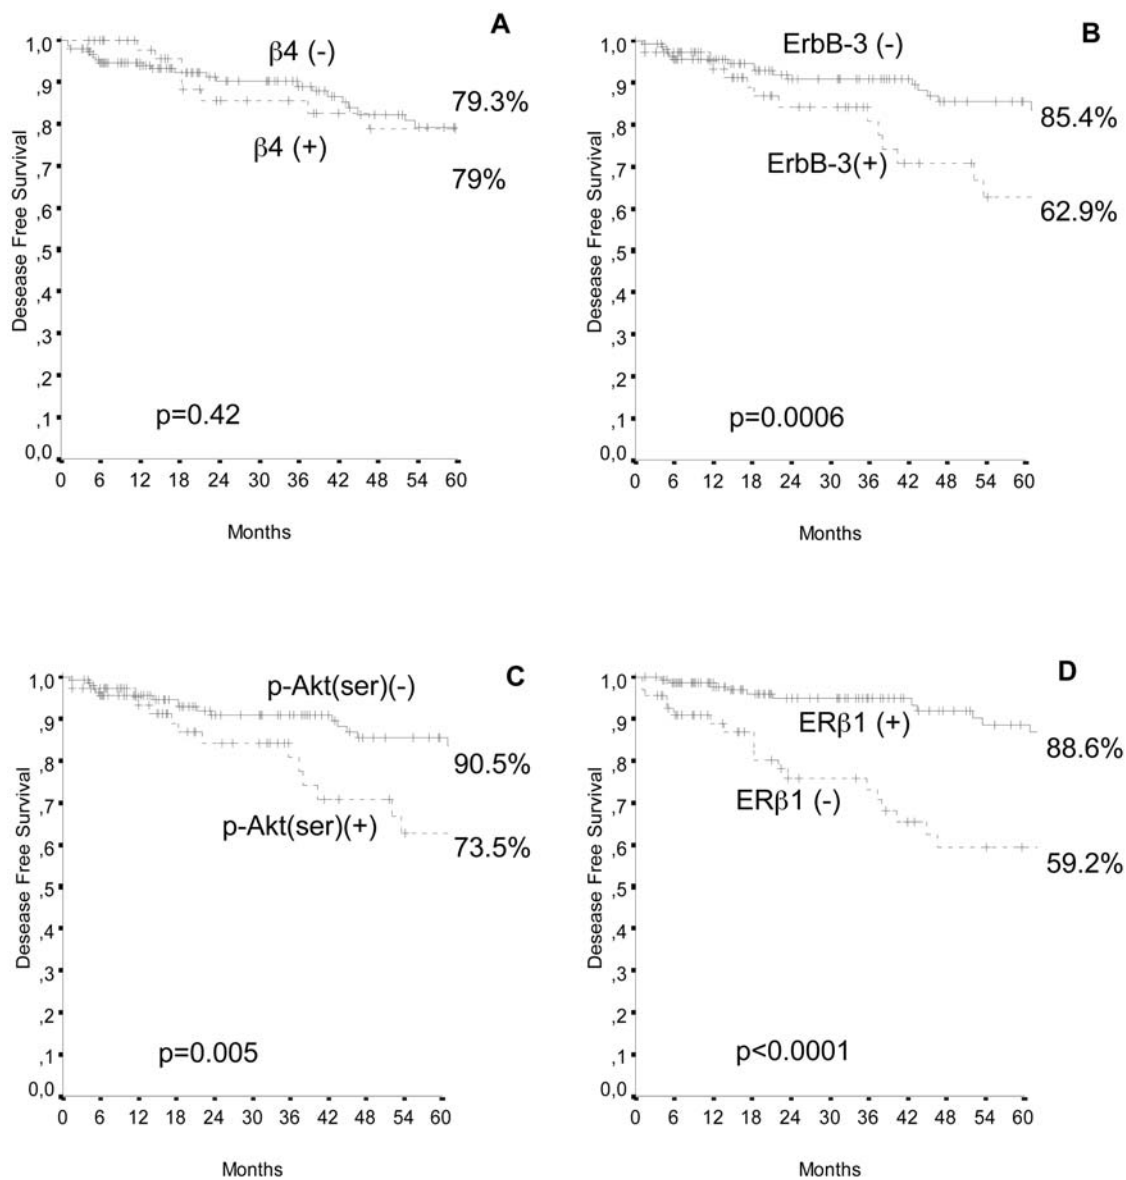 A
1,0
,9
,8
,7
,6
,5
,4
,3
,2
,1
0,0
Desease Free Survival
β4 (-)
79.3%
β4 (+)
79%
p=0.42
0 6 12 18 24 30 36 42 48 54 60
Months
B
1,0
,9
,8
,7
,6
,5
,4
,3
,2
,1
0,0
Desease Free Survival
ErbB-3 (-)
85.4%
ErbB-3(+)
62.9%
p=0.0006
0 6 12 18 24 30 36 42 48 54 60
Months
C
1,0
,9
,8
,7
,6
,5
,4
,3
,2
,1
0,0
Desease Free Survival
p-Akt(ser)(-)
90.5%
p-Akt(ser)(+)
73.5%
p=0.005
0 6 12 18 24 30 36 42 48 54 60
Months
D
1,0
,9
,8
,7
,6
,5
,4
,3
,2
,1
0,0
Desease Free Survival
ERβ1 (+)
88.6%
ERβ1 (-)
59.2%
p<0.0001
0 6 12 18 24 30 36 42 48 54 60
Months